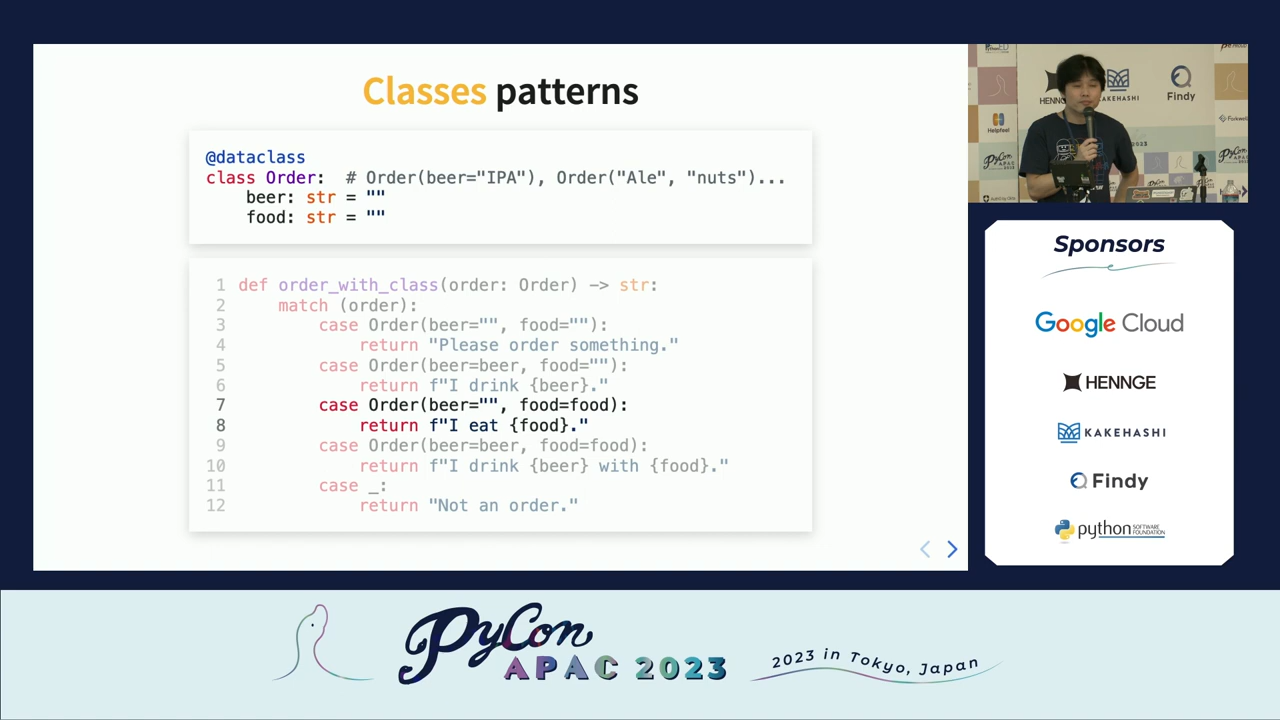 Classes patterns
@dataclass
class Order:  # Order(beer="IPA"), Order("Ale", "nuts")...
    beer: str = ""
    food: str = ""
1 def order_with_class(order: Order) -> str:
2     match (order):
3         case Order(beer="", food=""):
4             return "Please order something."
5         case Order(beer=beer, food=""):
6             return f"I drink {beer}."
7         case Order(beer="", food=food):
8             return f"I eat {food}."
9         case Order(beer=beer, food=food):
10             return f"I drink {beer} with {food}."
11         case _:
12             return "Not an order."
HENNGE
KAKEHASHI
Findy
Helpfeel
Sponsors
Google Cloud
HENNGE
KAKEHASHI
Findy
python SOFTWARE FOUNDATION
PyCon
APAC 2023
2023 in Tokyo, Japan